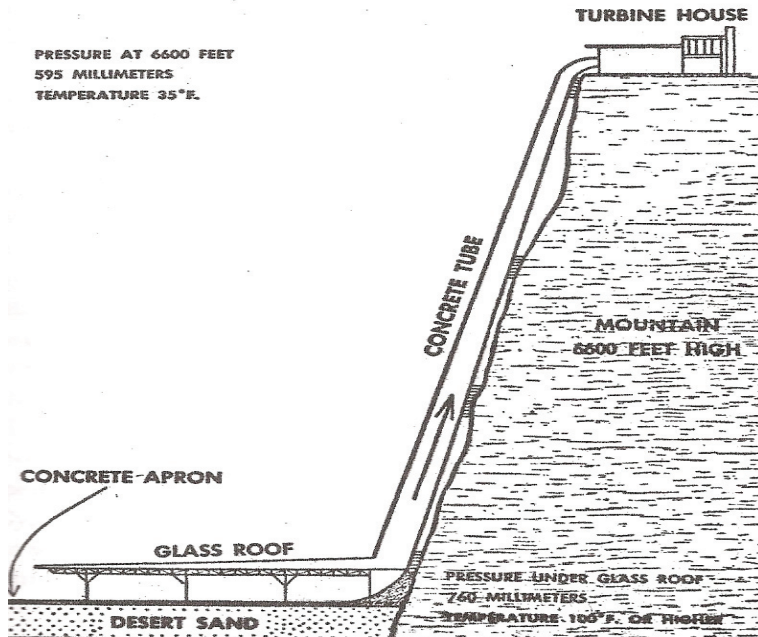 TURBINE HOUSE
PRESSURE AT 6600 FEET
595 MILLIMETERS
TEMPERATURE 35°F.
CONCRETE TUBE
MOUNTAIN
6600 FEET HIGH
CONCRETE APRON
GLASS ROOF
PRESSURE UNDER GLASS ROOF
760 MILLIMETERS
TEMPERATURE 100°F. OR HIGHER
DESERT SAND